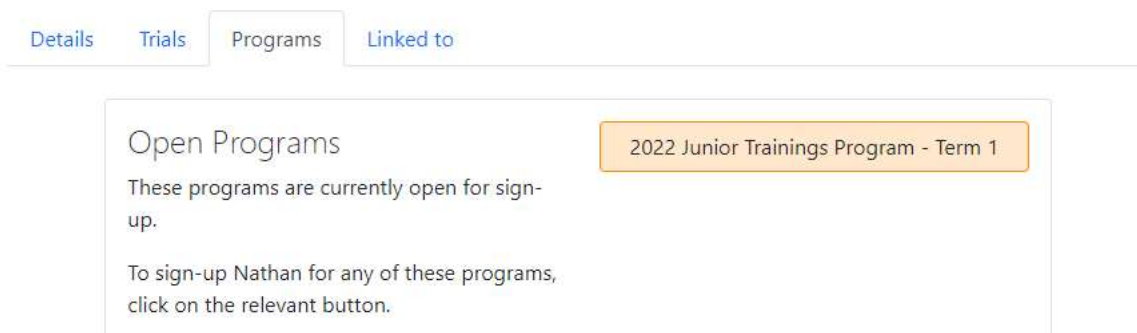 Details Trials Programs Linked to
Open Programs
2022 Junior Trainings Program - Term 1
These programs are currently open for sign-
up.
To sign-up Nathan for any of these programs,
click on the relevant button.